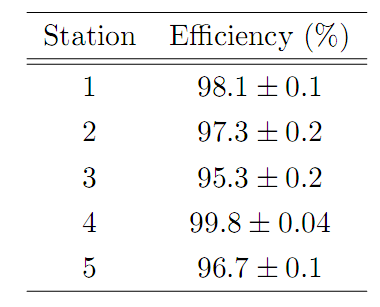 Station Efficiency (%)
1 98.1 ± 0.1
2 97.3 ± 0.2
3 95.3 ± 0.2
4 99.8 ± 0.04
5 96.7 ± 0.1